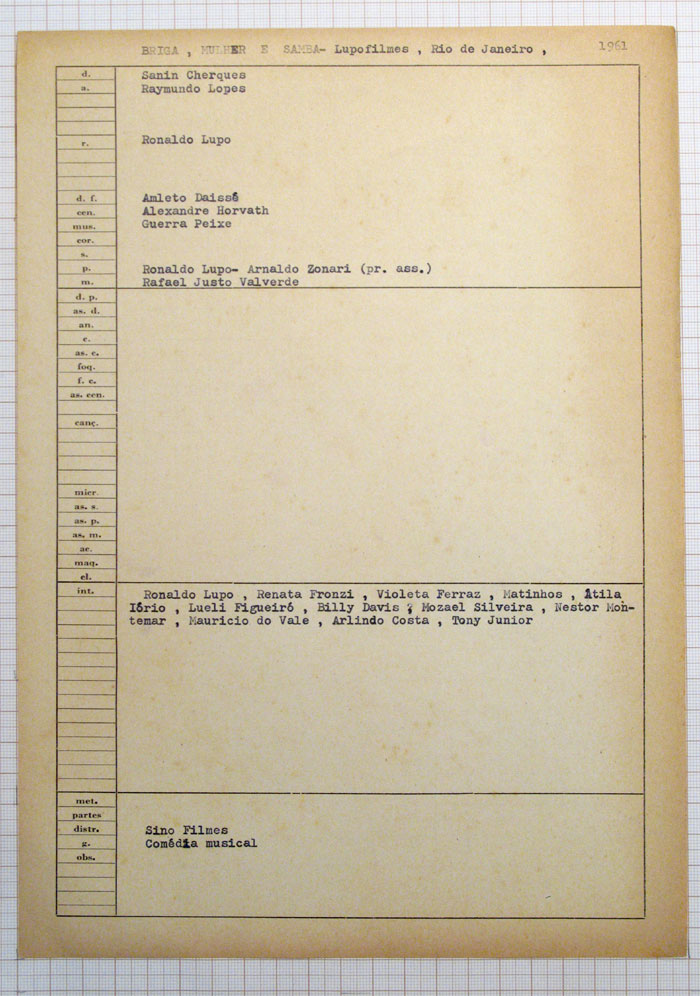 BRIGA , MULHER E SAMBA- Lupofilmes , Rio de Janeiro , 1961
d. Sanin Cherques
a. Raymundo Lopes
r. Ronaldo Lupo
d. f. Amleto Daissé
cen. Alexandre Horvath
mus. Guerra Peixe
cor.
s.
p. Ronaldo Lupo- Arnaldo Zonari (pr. ass.)
m. Rafael Justo Valverde
d. p.
as. d.
an.
c.
as. c.
foq.
f. c.
as. cen.
canç.
micr.
as. s.
as. p.
as. m.
ae.
maq.
el.
int. Ronaldo Lupo , Renata Fronzi , Violeta Ferraz , Matinhos , Átila
Iório , Lueli Figueiró , Billy Davis , Mozael Silveira , Nestor Mon-
temar , Mauricio do Vale , Arlindo Costa , Tony Junior
met.
partes
distr. Sino Filmes
g. Comédia musical
obs.